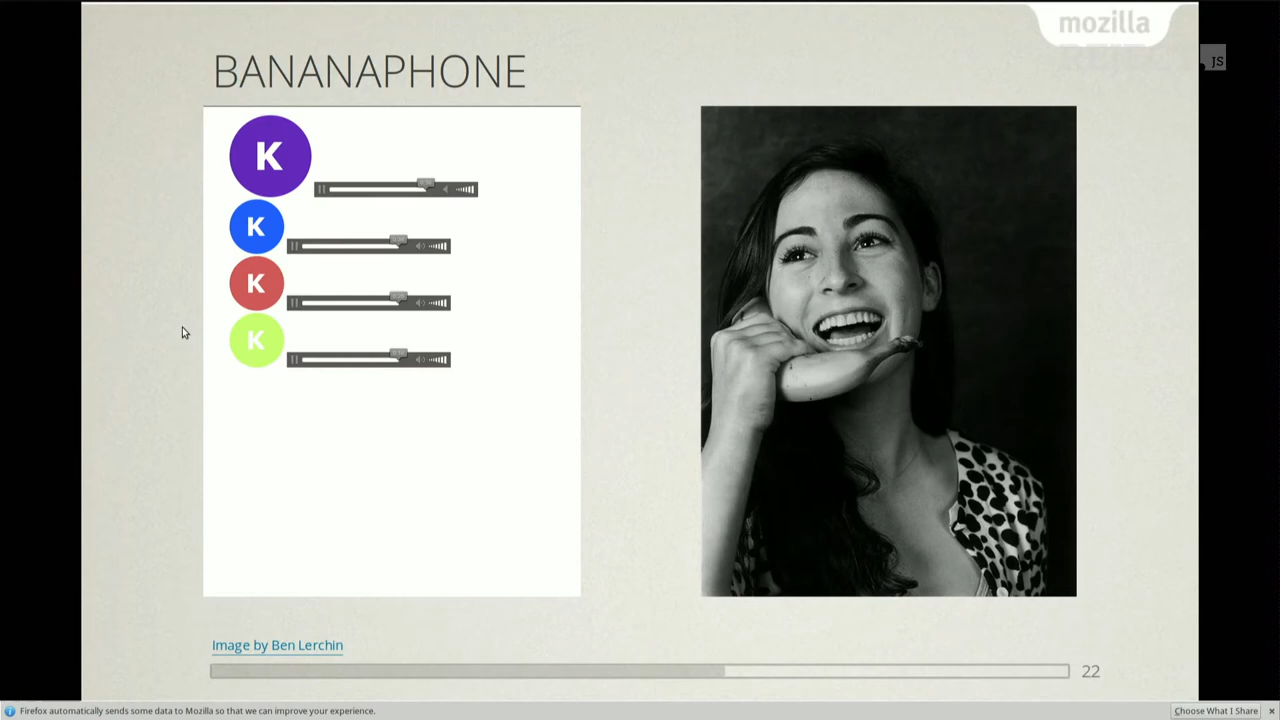 mozilla
JS
BANANAPHONE
K
K
K
K
Image by Ben Lerchin
22
Firefox automatically sends some data to Mozilla so that we can improve your experience.
Choose What I Share